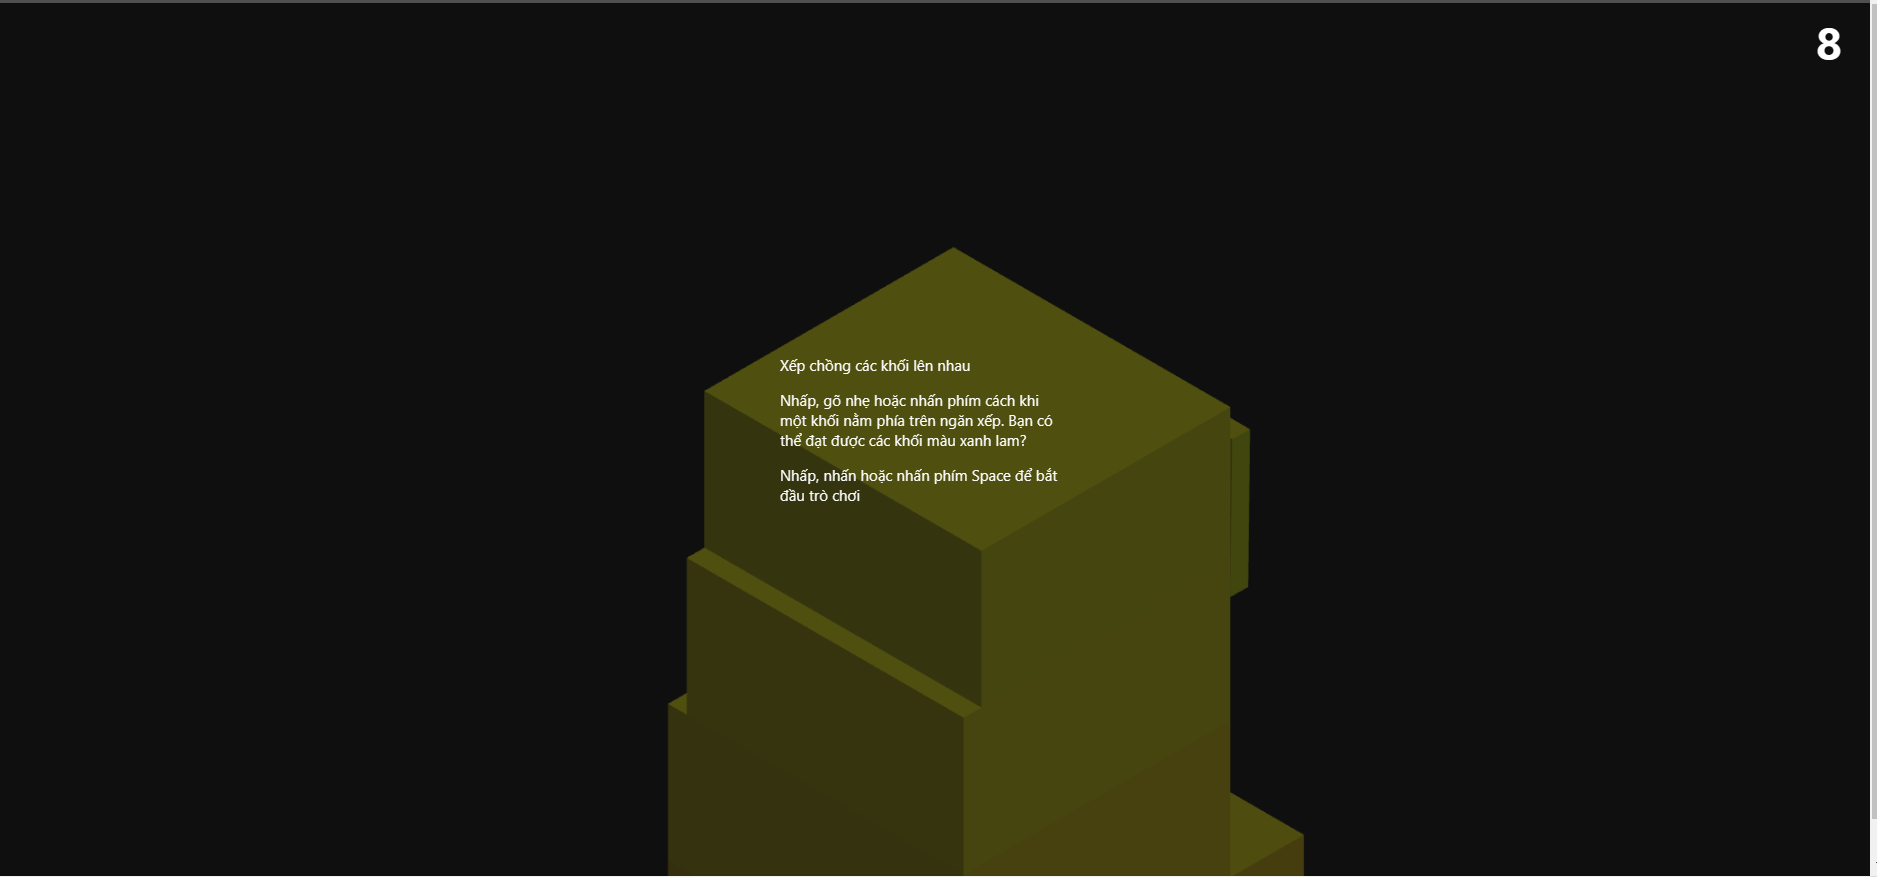 8
Xếp chồng các khối lên nhau
Nhấp, gõ nhẹ hoặc nhấn phím cách khi
một khối nằm phía trên ngăn xếp. Bạn có
thể đạt được các khối màu xanh lam?
Nhấp, nhấn hoặc nhấn phím Space để bắt
đầu trò chơi